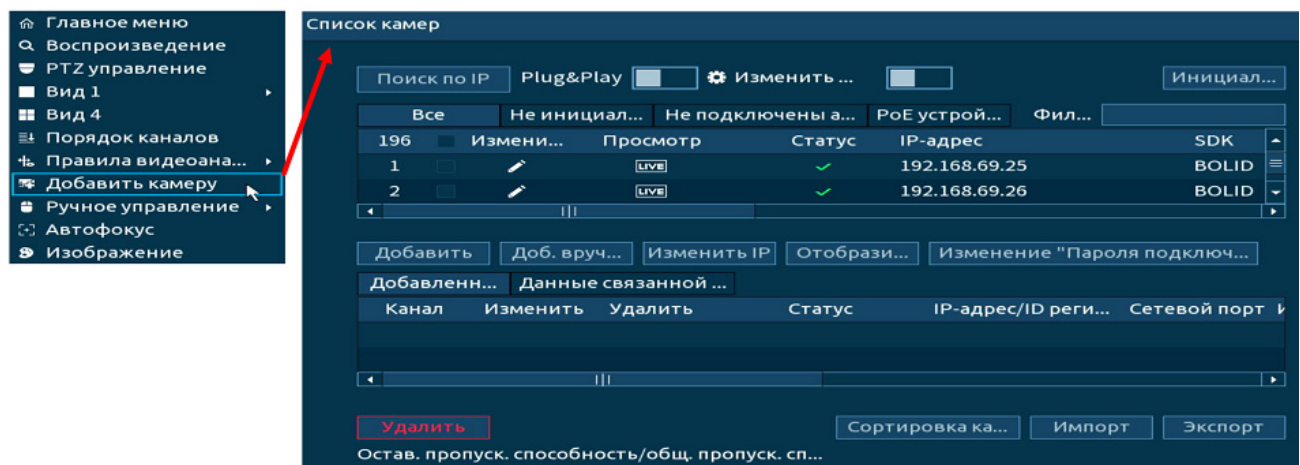 Главное меню
Воспроизведение
PTZ управление
Вид 1
Вид 4
Порядок каналов
Правила видеоана...
Добавить камеру
Ручное управление
Автофокус
Изображение
Список камер
Поиск по IP Plug&Play Изменить ... Инициал...
Все Не инициал... Не подключены а... PoE устрой... Фил...
196 Измени... Просмотр Статус IP-адрес SDK
1 LIVE 192.168.69.25 BOLID
2 LIVE 192.168.69.26 BOLID
Добавить Доб. вруч... Изменить IP Отобрази... Изменение "Пароля подключ...
Добавленн... Данные связанной ...
Канал Изменить Удалить Статус IP-адрес/ID реги... Сетевой порт
Удалить Сортировка ка... Импорт Экспорт
Остав. пропуск. способность/общ. пропуск. сп...